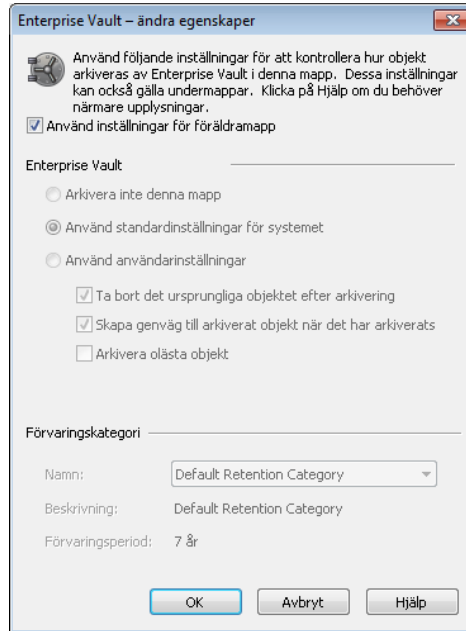 Enterprise Vault – ändra egenskaper
Använd följande inställningar för att kontrollera hur objekt
arkiveras av Enterprise Vault i denna mapp. Dessa inställningar
kan också gälla undermappar. Klicka på Hjälp om du behöver
närmare upplysningar.
Använd inställningar för föräldramapp
Enterprise Vault
Arkivera inte denna mapp
Använd standardinställningar för systemet
Använd användarinställningar
Ta bort det ursprungliga objektet efter arkivering
Skapa genväg till arkiverat objekt när det har arkiverats
Arkivera olästa objekt
Förvaringskategori
Namn: Default Retention Category
Beskrivning: Default Retention Category
Förvaringsperiod: 7 år
OK Avbryt Hjälp